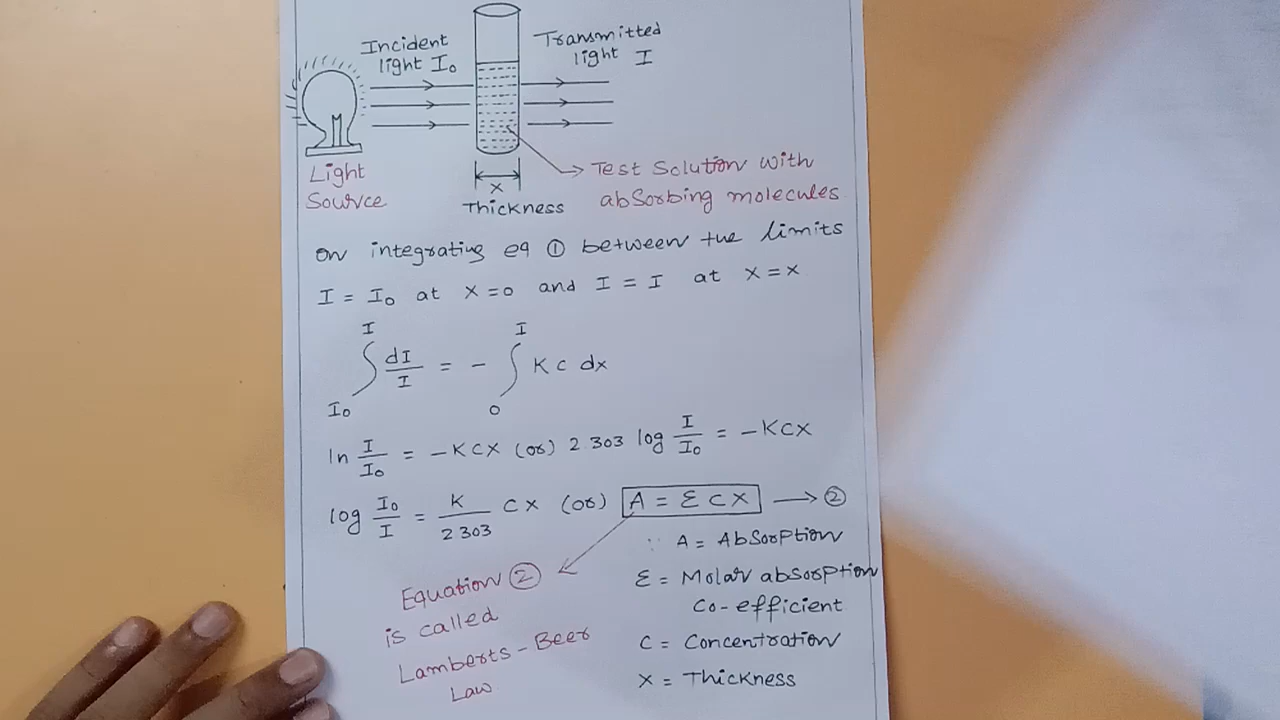 Incident
light I₀
Transmitted
light I
Light
Source
x
Thickness
Test Solution with
absorbing molecules
on integrating eq ① between the limits
I = I₀ at x=0 and I = I at x=x
I I
∫ dI/I = - ∫ K c dx
I₀ 0
ln I/I₀ = -KCX (or) 2.303 log I/I₀ = -KCX
log I₀/I = K/2.303 CX (or) A = Ɛ C X → ②
∵ A = Absorption
Ɛ = Molar absorption
Co-efficient
C = Concentration
X = Thickness
Equation ②
is called
Lamberts-Beer
Law